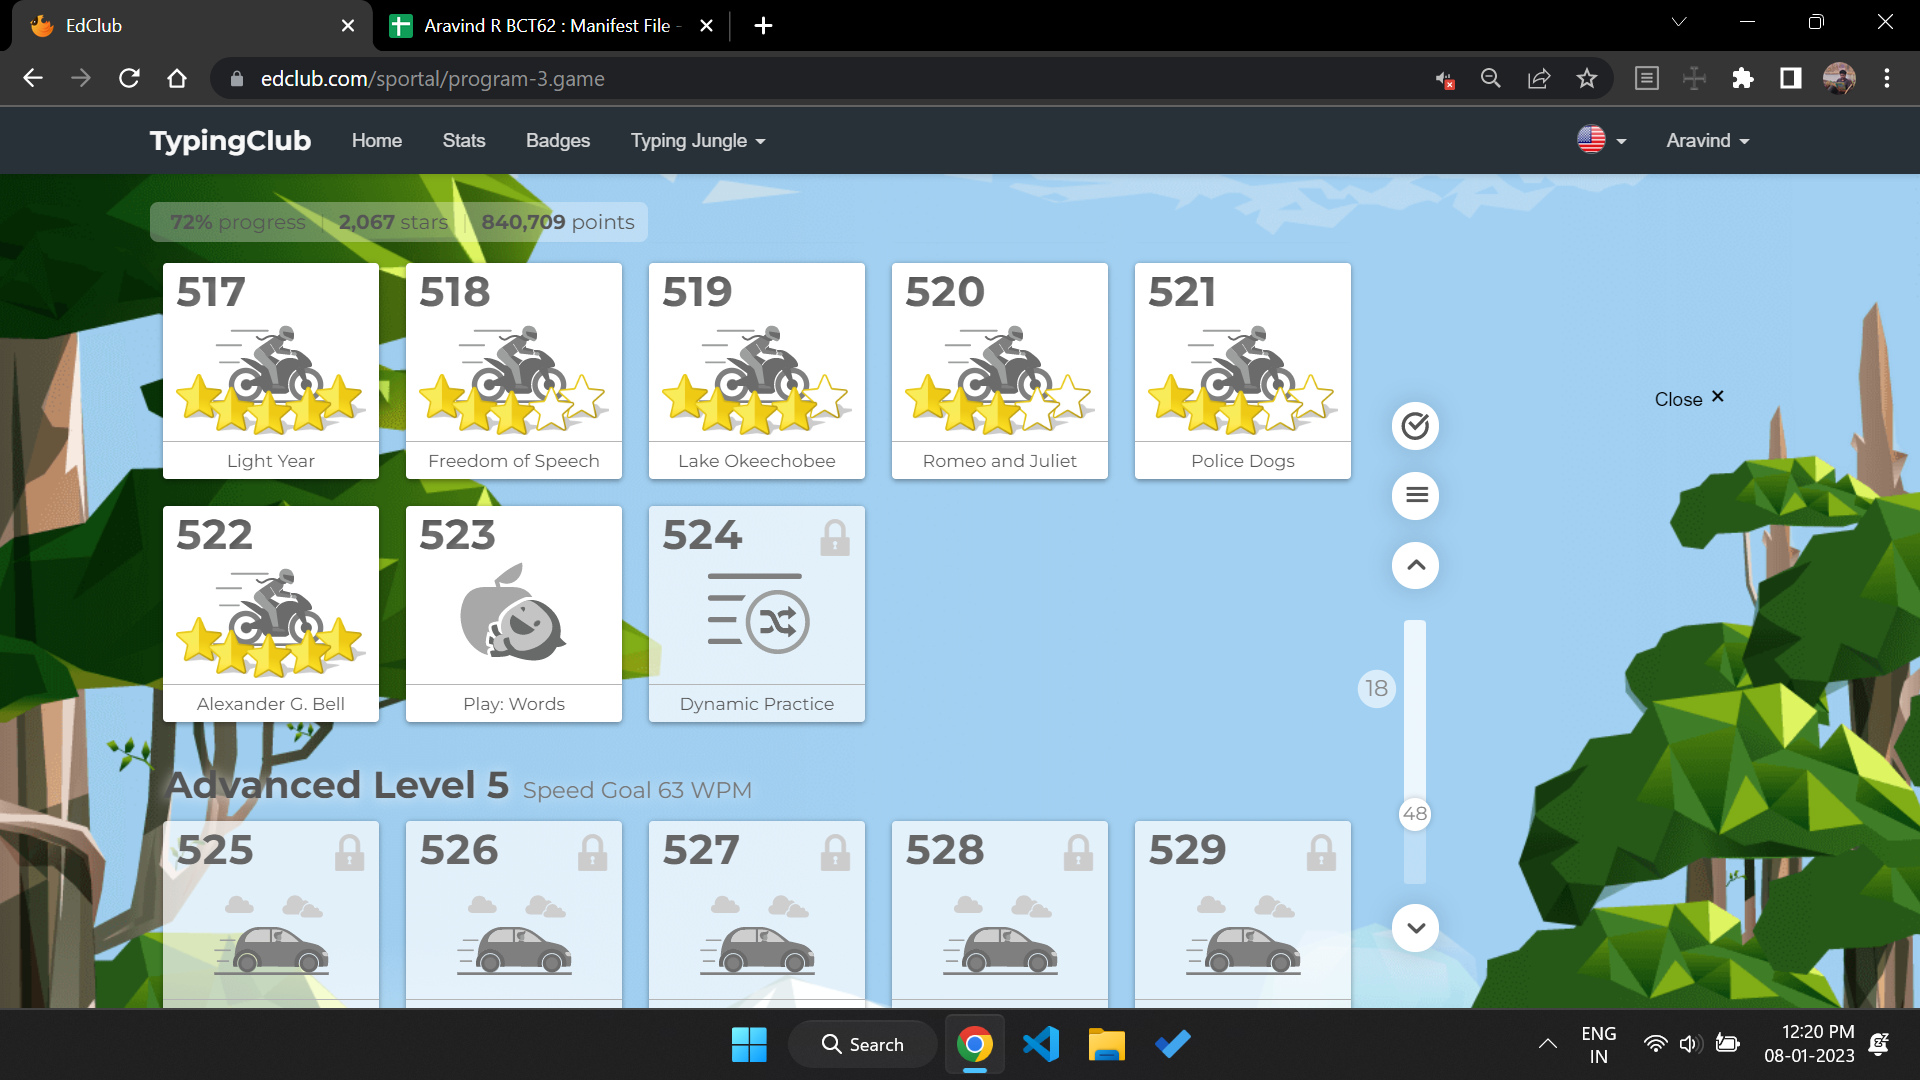 EdClub
Aravind R BCT62 : Manifest File -
edclub.com/sportal/program-3.game
TypingClub Home Stats Badges Typing Jungle Aravind
72% progress | 2,067 stars | 840,709 points
517 518 519 520 521
Light Year Freedom of Speech Lake Okeechobee Romeo and Juliet Police Dogs
Close
522 523 524
Alexander G. Bell Play: Words Dynamic Practice
18
Advanced Level 5 Speed Goal 63 WPM
48
525 526 527 528 529
Search
ENG
IN
12:20 PM
08-01-2023